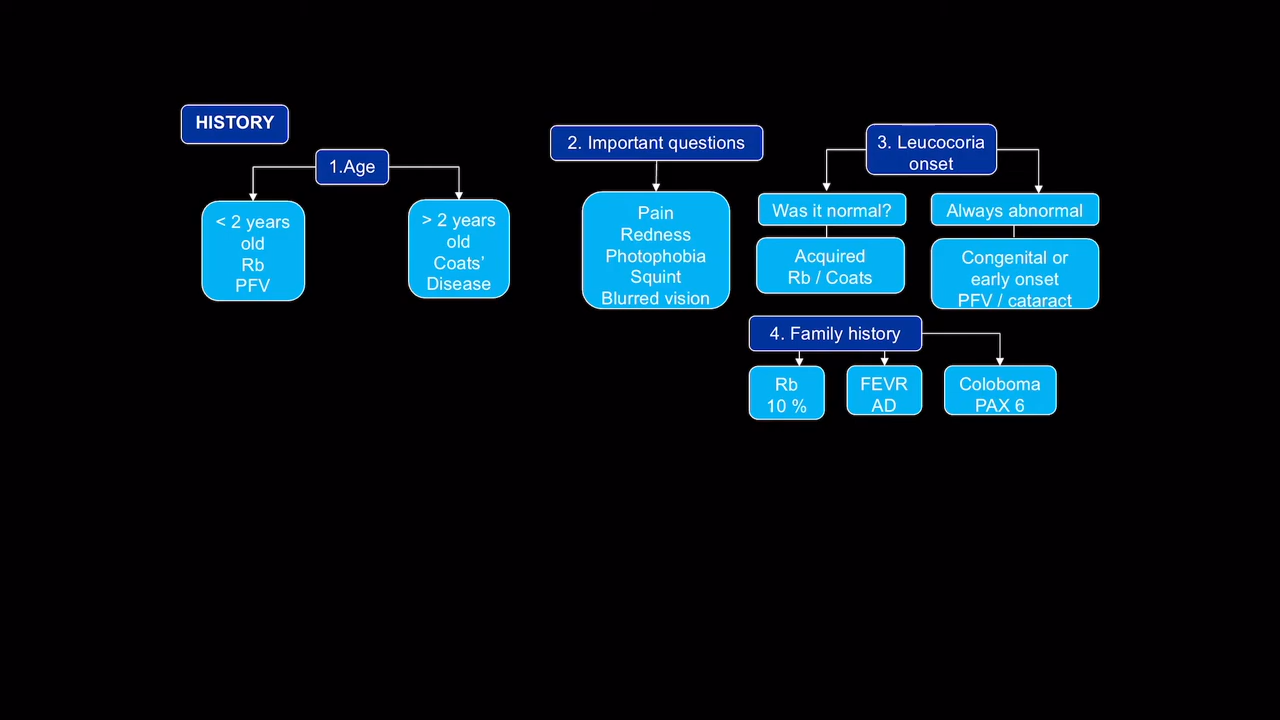 HISTORY
1.Age
< 2 years
old
Rb
PFV
> 2 years
old
Coats’
Disease
2. Important questions
Pain
Redness
Photophobia
Squint
Blurred vision
3. Leucocoria
onset
Was it normal?
Acquired
Rb / Coats
Always abnormal
Congenital or
early onset
PFV / cataract
4. Family history
Rb
10 %
FEVR
AD
Coloboma
PAX 6